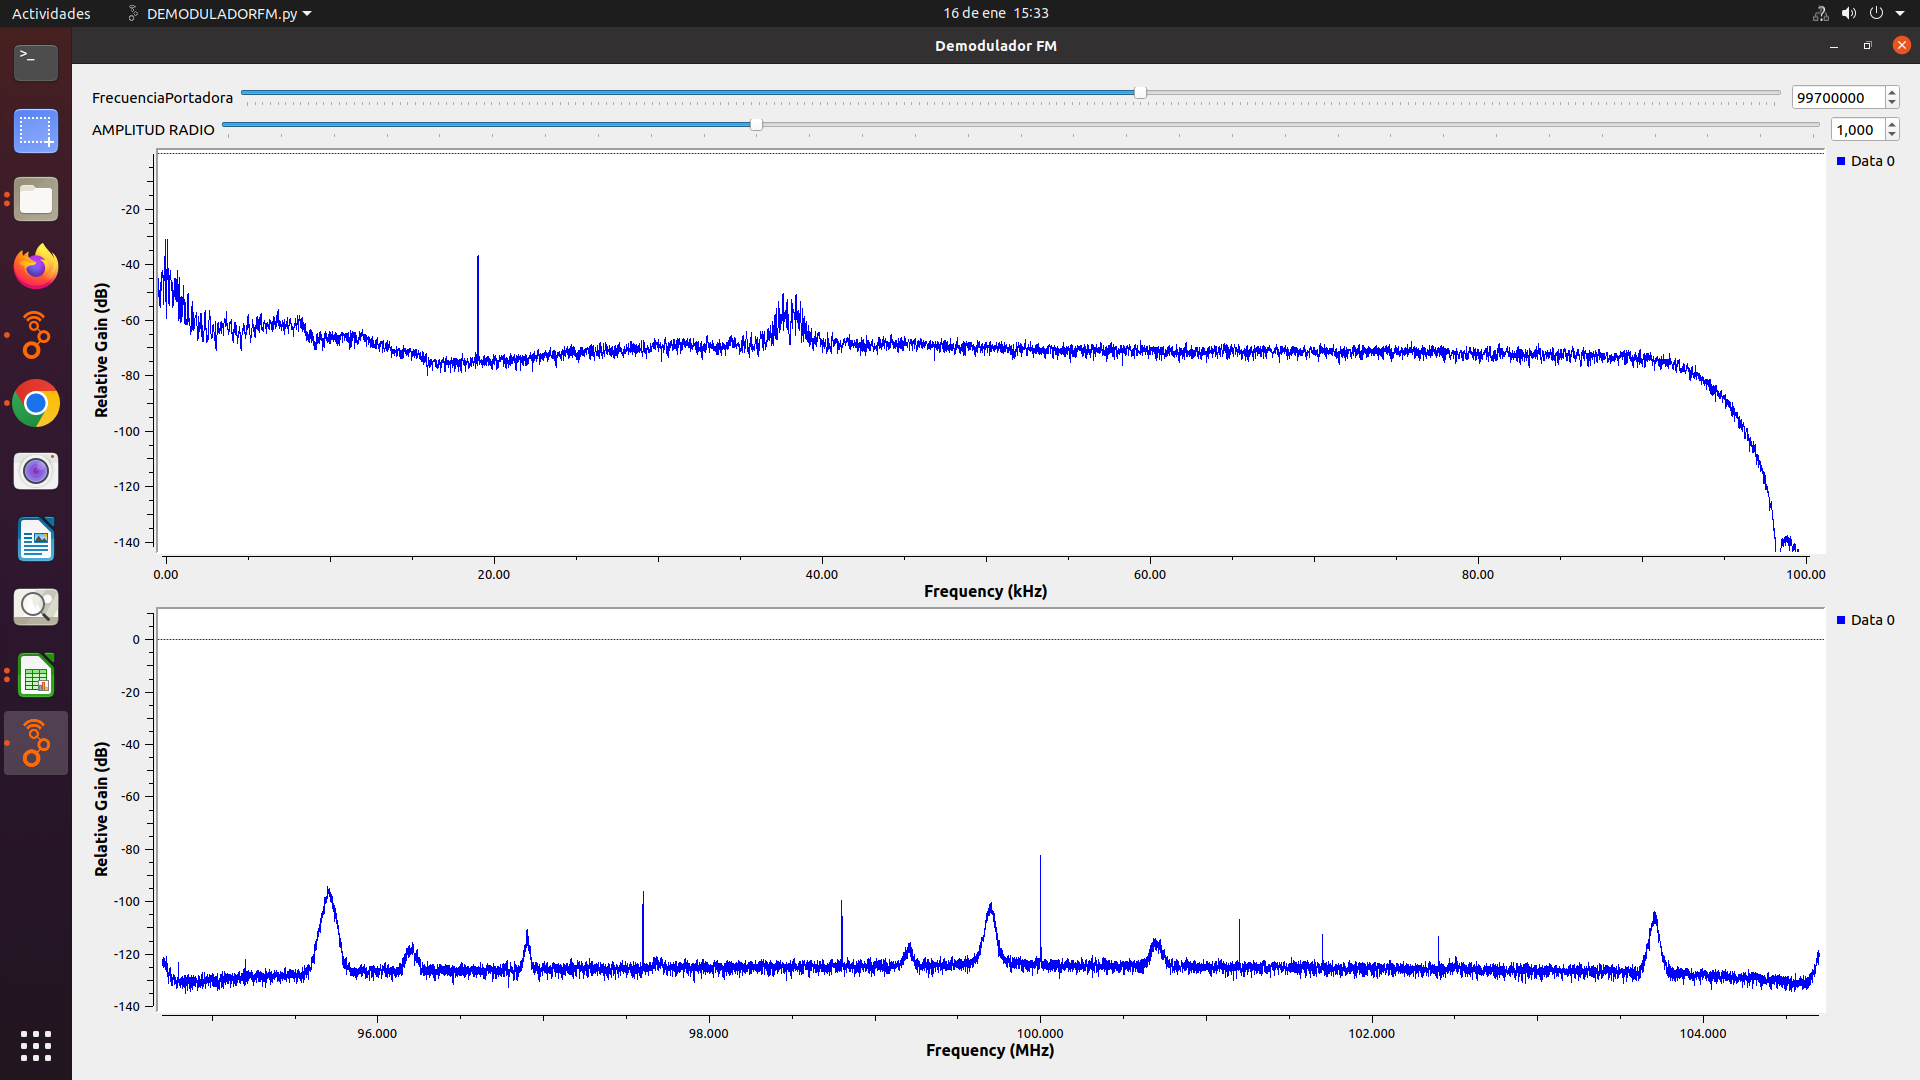 Actividades DEMODULADORFM.py 16 de ene 15:33
Demodulador FM
FrecuenciaPortadora 99700000
AMPLITUD RADIO 1,000
Data 0
-20
-40
-60
-80
-100
-120
-140
Relative Gain (dB)
0.00 20.00 40.00 60.00 80.00 100.00
Frequency (kHz)
Data 0
0
-20
-40
-60
-80
-100
-120
-140
Relative Gain (dB)
96.000 98.000 100.000 102.000 104.000
Frequency (MHz)